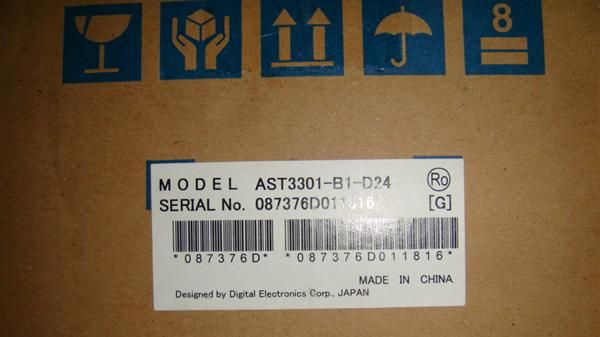 8
MODEL AST3301-B1-D24 Ro
SERIAL No. 087376D011816 [G]
*087376D* *087376D011816*
MADE IN CHINA
Designed by Digital Electronics Corp., JAPAN